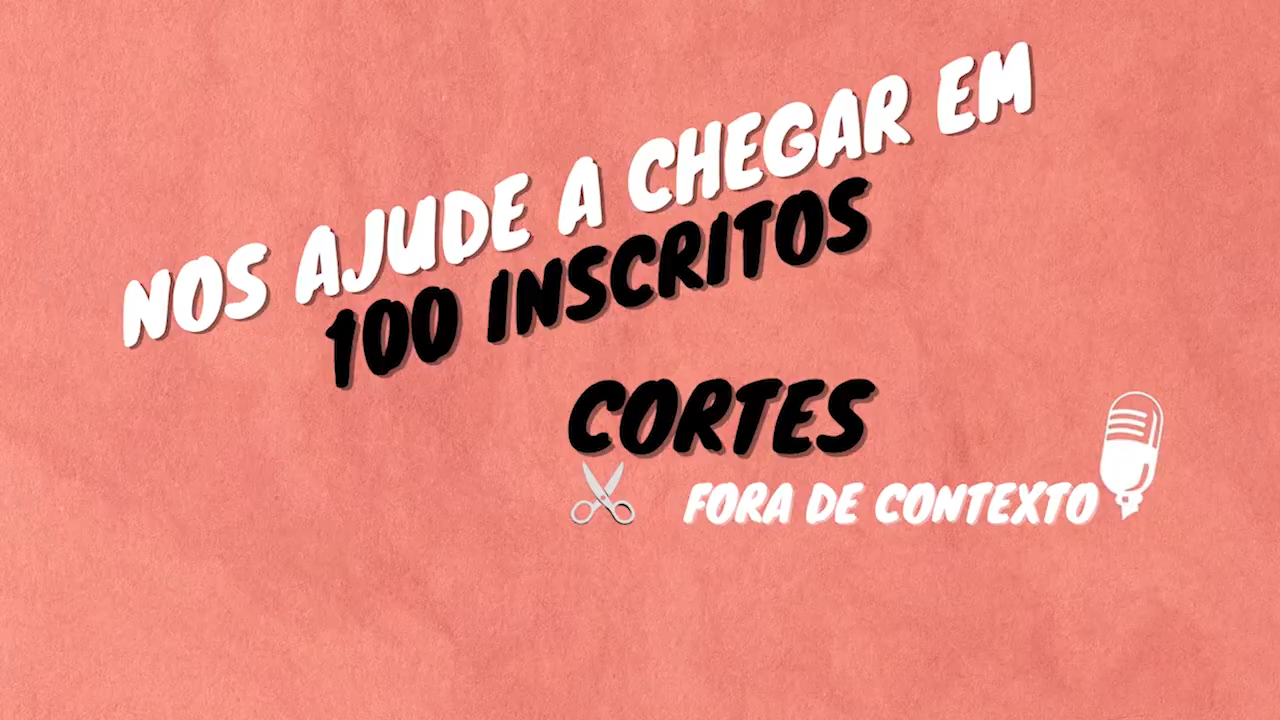 NOS AJUDE A CHEGAR EM
100 INSCRITOS
CORTES
FORA DE CONTEXTO